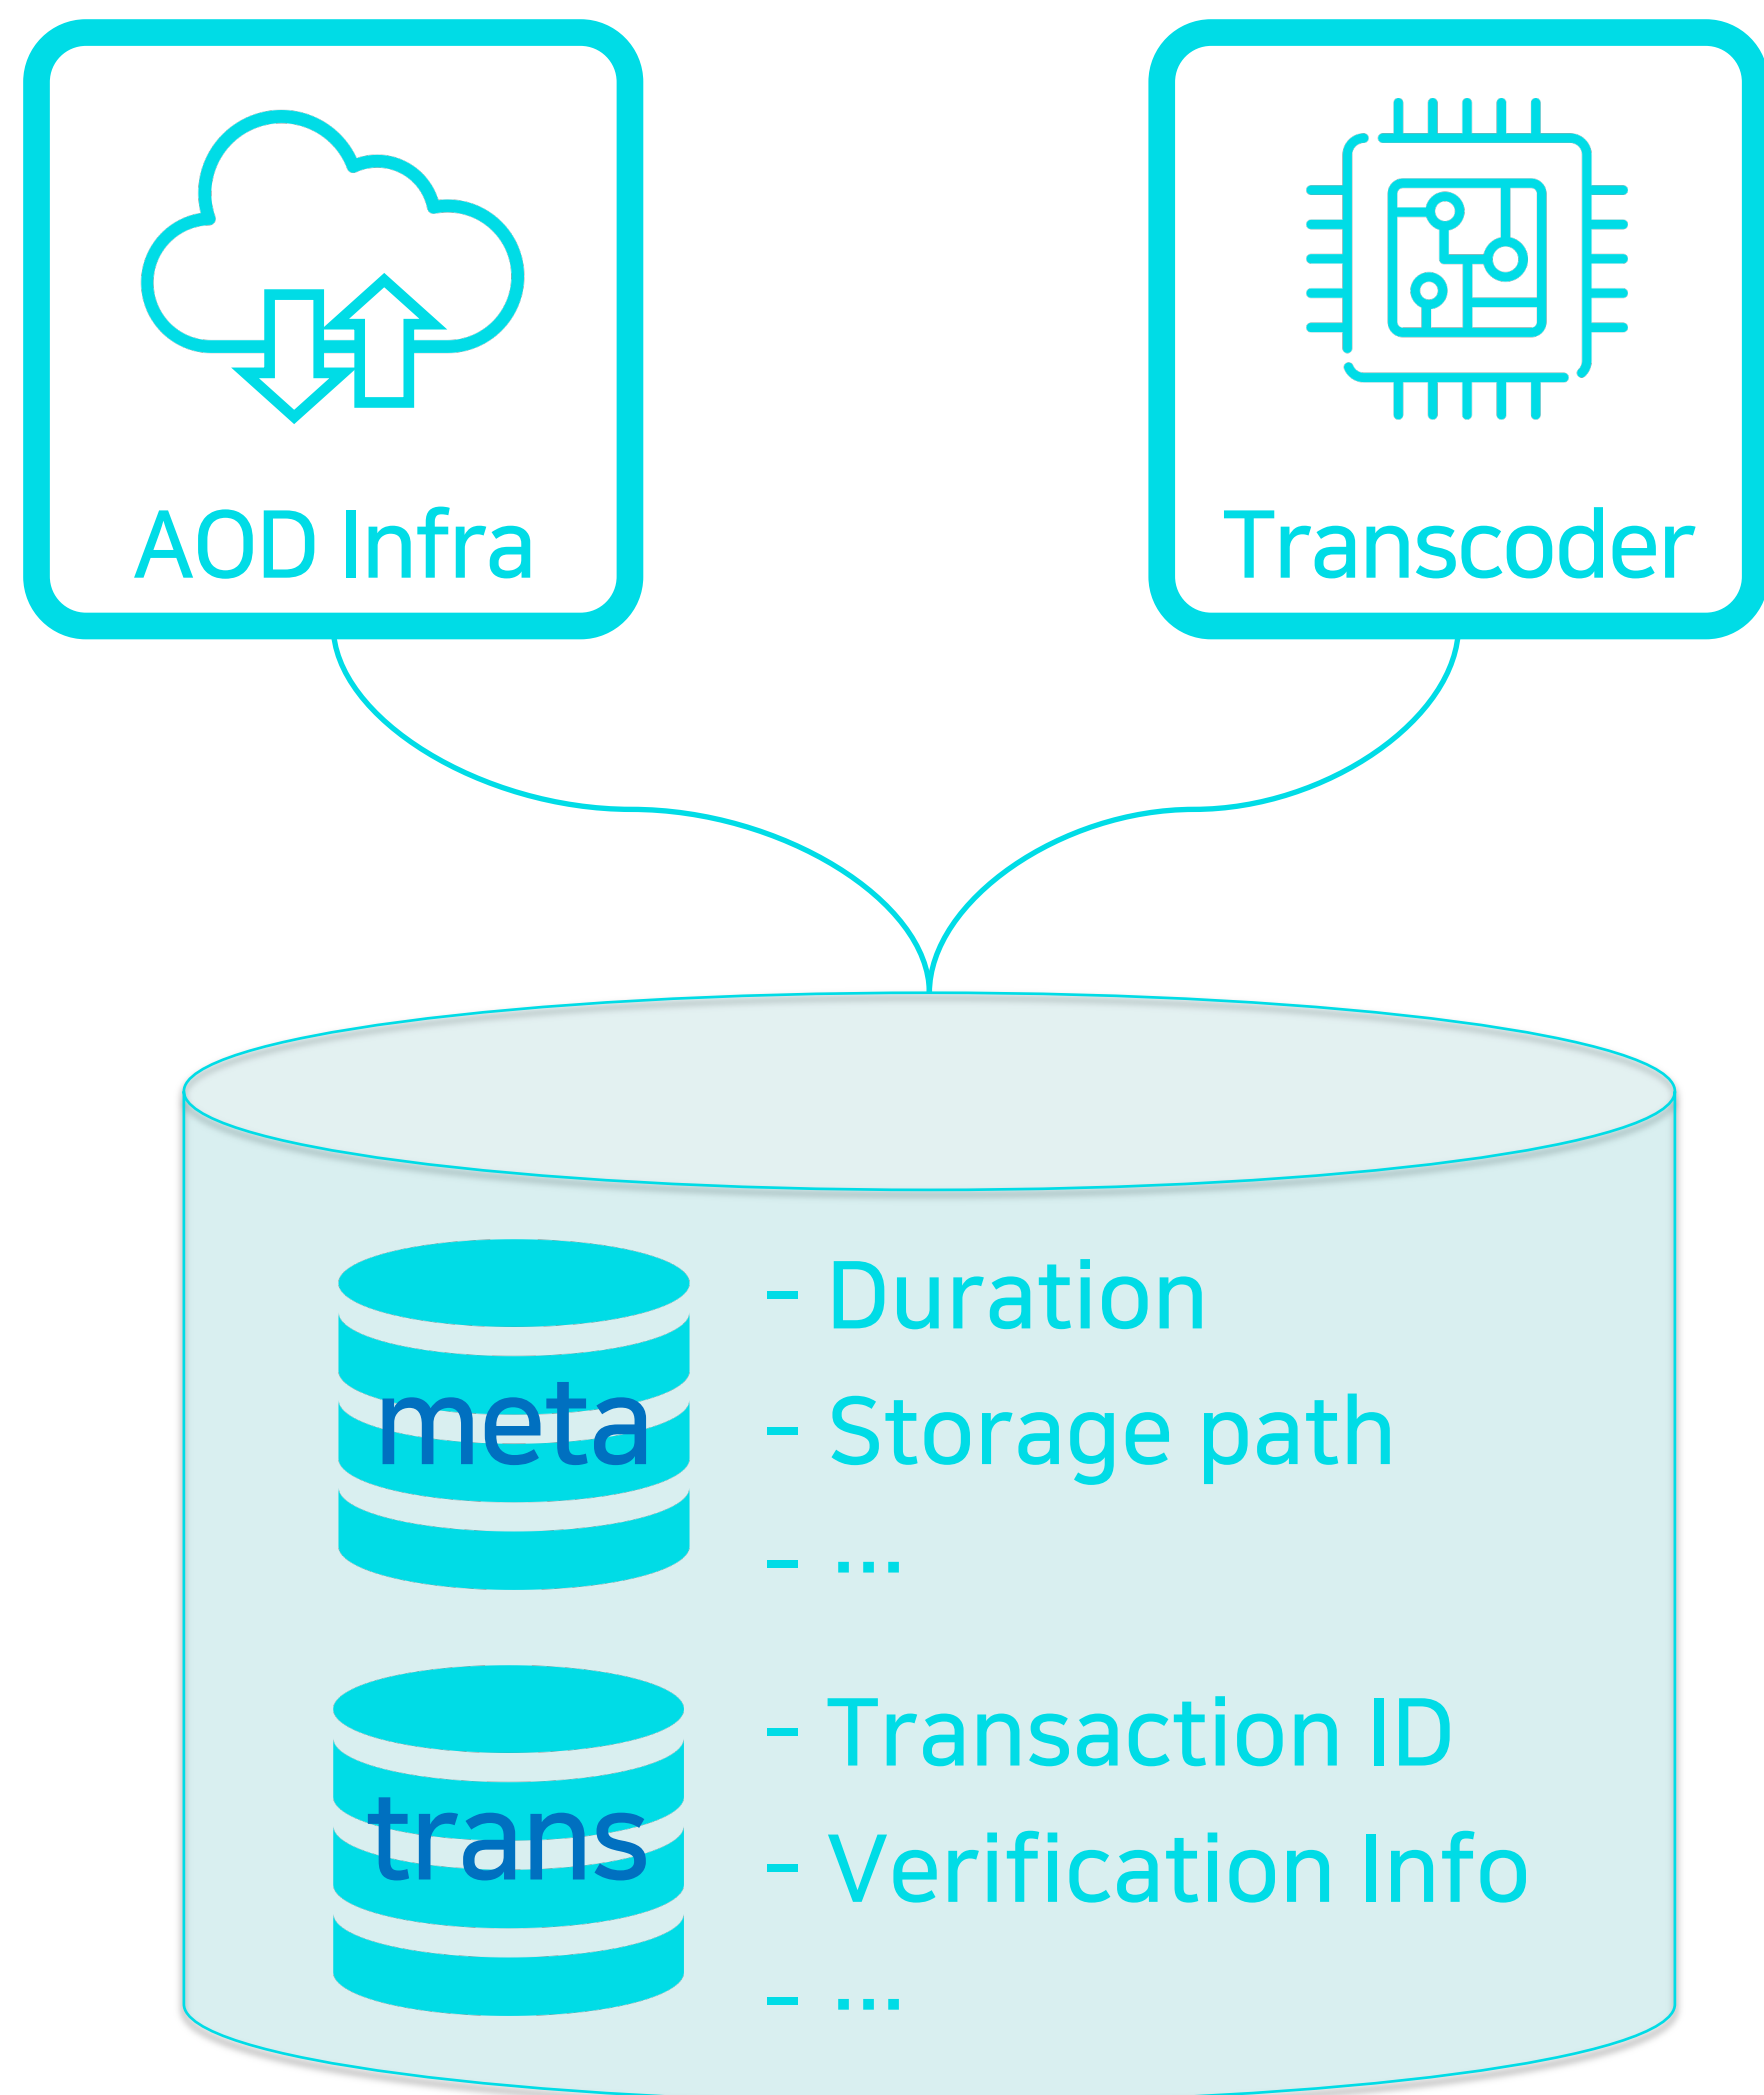 AOD Infra
Transcoder
meta
- Duration
- Storage path
- ...
trans
- Transaction ID
- Verification Info
- ...